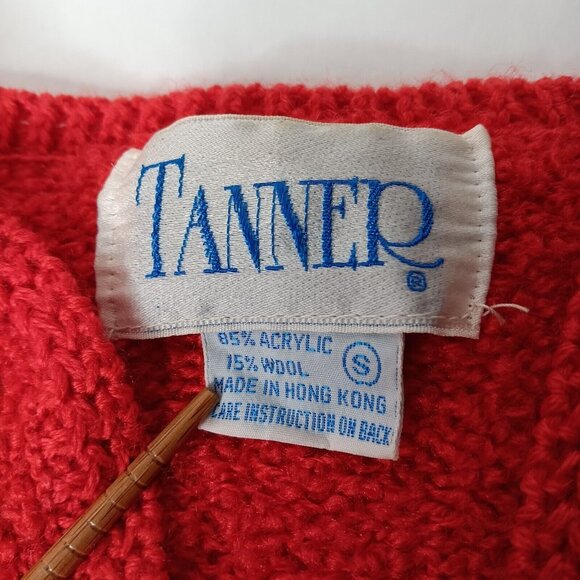 TANNER
®
85% ACRYLIC
15% WOOL
S
MADE IN HONG KONG
CARE INSTRUCTION ON BACK